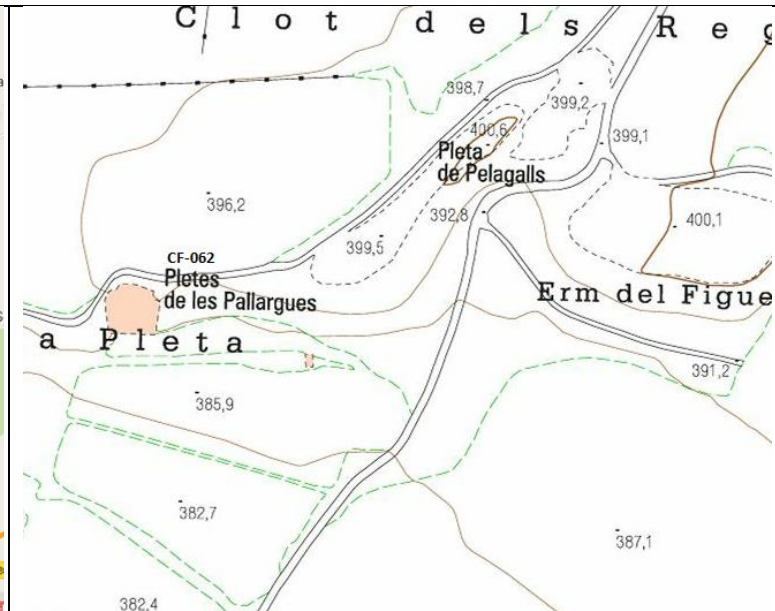 Clot dels Reg
398,7
399,2
400,6
399,1
Pleta
de Pelagalls
396,2
392,8
400,1
399,5
CF-062
Pletes
de les Pallargues
Erm del Figue
a Pleta
391,2
385,9
382,7
387,1
382,4